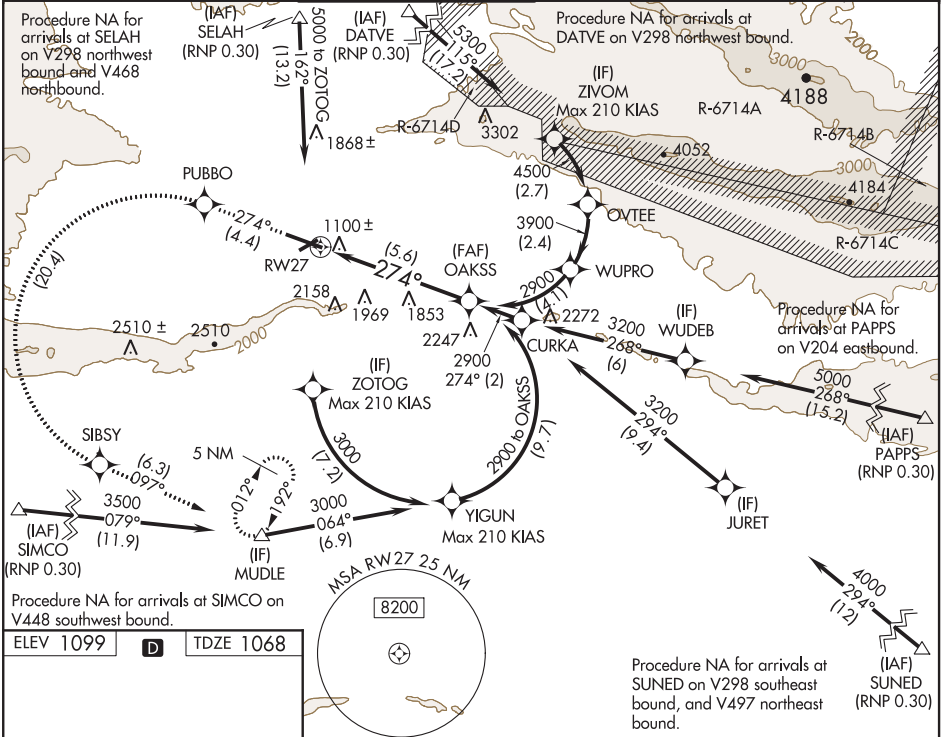 Procedure NA for
arrivals at SELAH
on V298 northwest
bound and V468
northbound.
(IAF)
SELAH
(RNP 0.30)
5000 to ZOTOG
162°
(13.2)
(IAF)
DATVE
(RNP 0.30)
5300
115°
(17.2)
Procedure NA for arrivals at
DATVE on V298 northwest bound.
2000
3000
4188
(IF)
ZIVOM
Max 210 KIAS
R-6714A
R-6714B
R-6714D
3302
1868 ±
4052
3000
4184
R-6714C
4500
(2.7)
OVTEE
3900
(2.4)
WUPRO
PUBBO
274°
(4.4)
1100 ±
RW27
(5.6)
274°
(FAF)
OAKSS
2900
(4.1)
(20.4)
2158
1969
1853
2247
2272
CURKA
2900
274° (2)
2510 ±
2510
2000
3200
268°
(6)
(IF)
WUDEB
Procedure NA for
arrivals at PAPPS
on V204 eastbound.
5000
268°
(15.2)
(IAF)
PAPPS
(RNP 0.30)
(IF)
ZOTOG
Max 210 KIAS
3000
(7.2)
2900 to OAKSS
(9.7)
3200
294°
(9.4)
(IF)
JURET
SIBSY
(6.3)
097°
5 NM
012°
192°
3500
079°
(11.9)
(IAF)
SIMCO
(RNP 0.30)
(IF)
MUDLE
3000
064°
(6.9)
YIGUN
Max 210 KIAS
Procedure NA for arrivals at SIMCO on
V448 southwest bound.
MSA RW27 25 NM
8200
4000
294°
(12)
(IAF)
SUNED
(RNP 0.30)
Procedure NA for arrivals at
SUNED on V298 southeast
bound, and V497 northeast
bound.
ELEV 1099
D
TDZE 1068